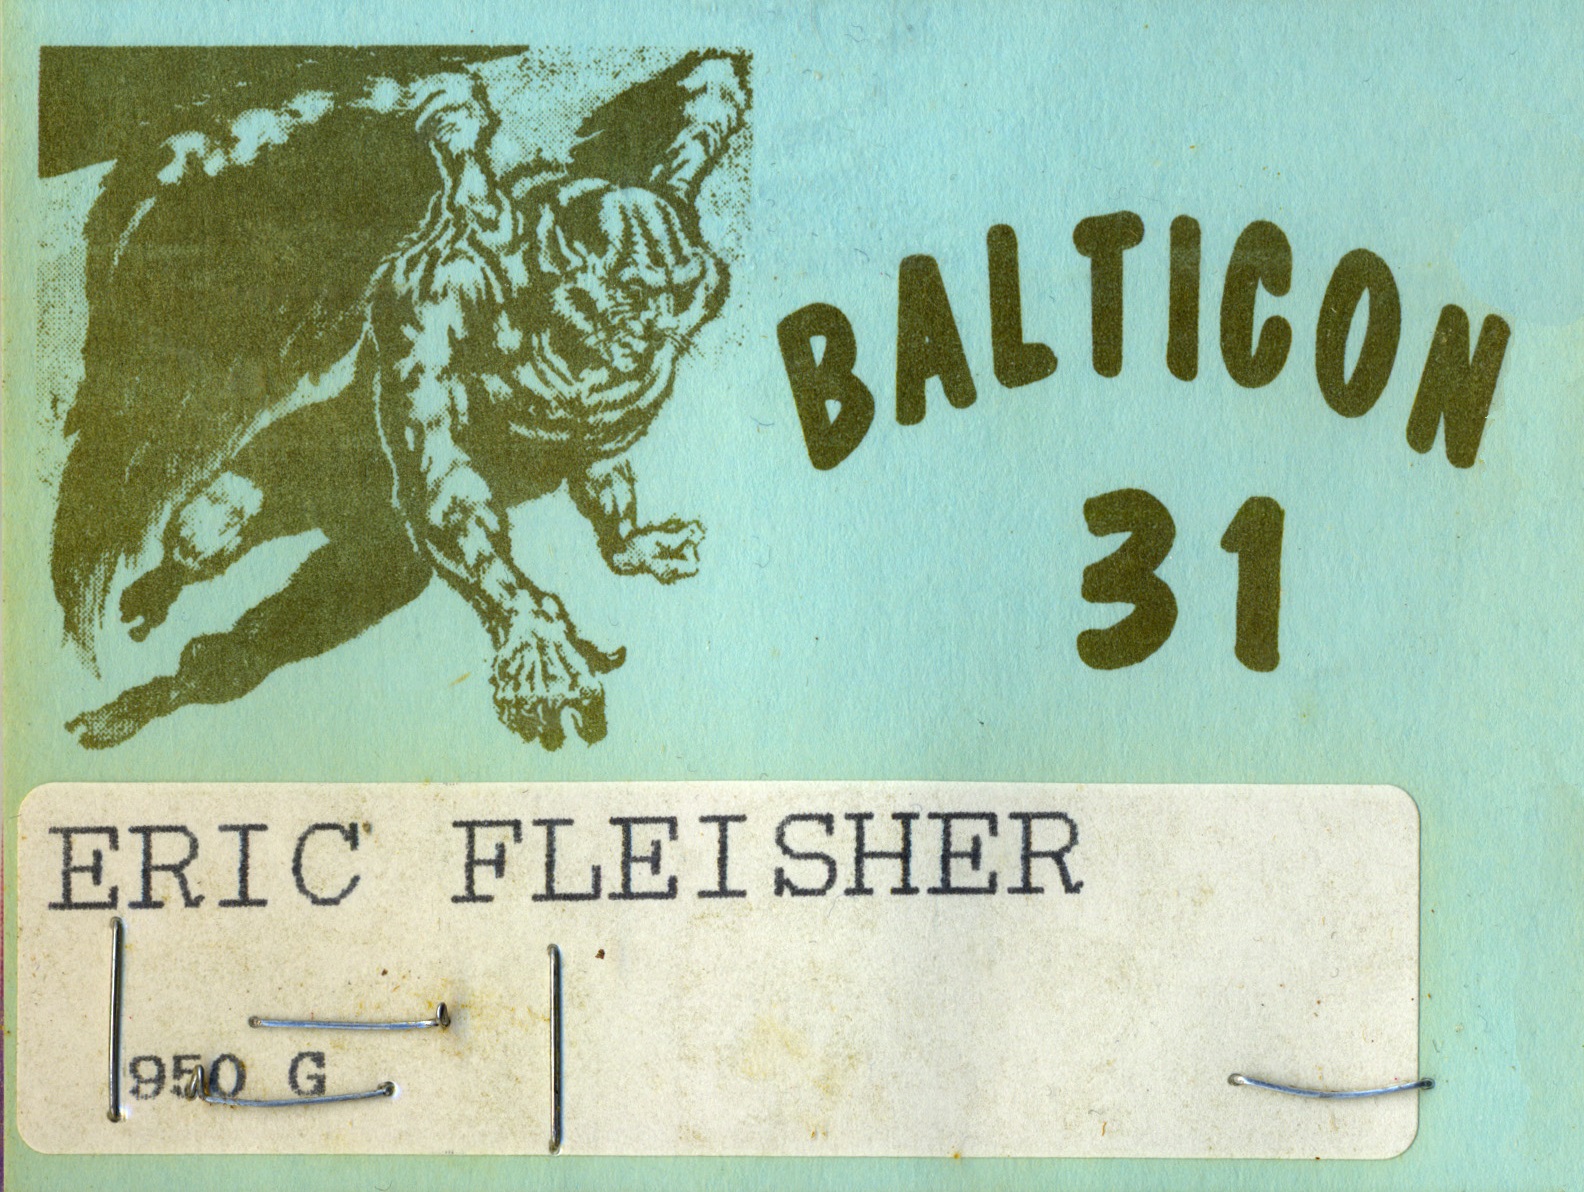 BALTICON
31
ERIC FLEISHER
950 G